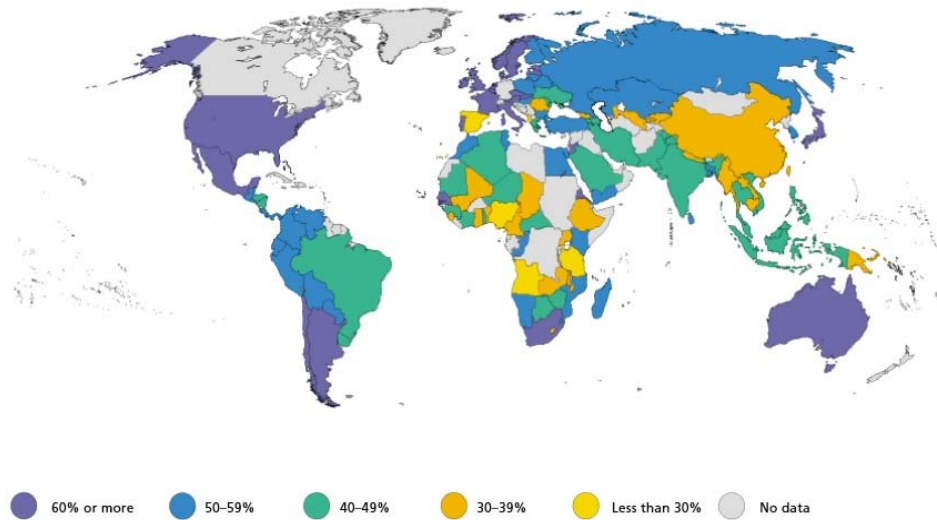 60% or more
50–59%
40–49%
30–39%
Less than 30%
No data